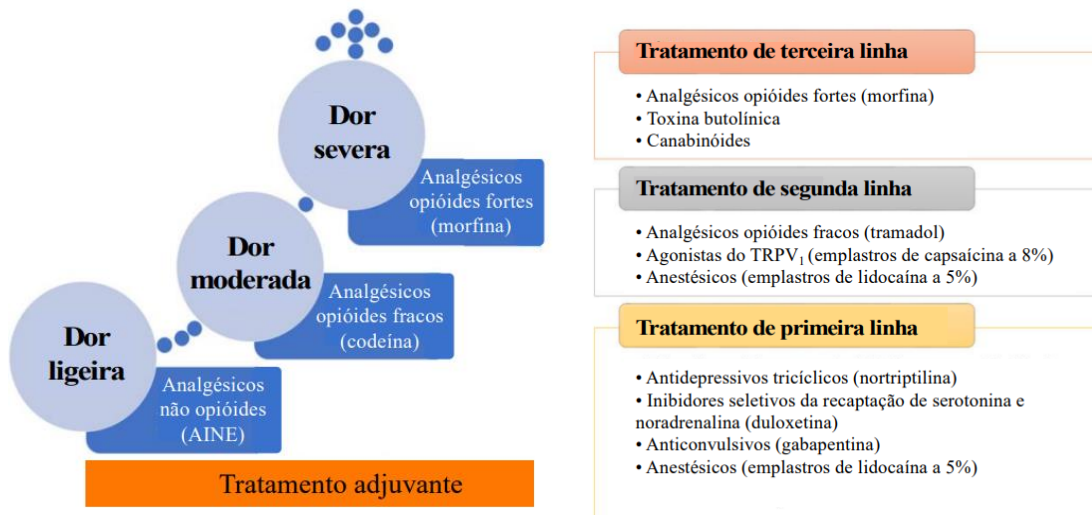 Dor
severa
Analgésicos
opióides fortes
(morfina)
Dor
moderada
Analgésicos
opióides fracos
(codeína)
Dor
ligeira
Analgésicos
não opióides
(AINE)
Tratamento adjuvante
Tratamento de terceira linha
• Analgésicos opióides fortes (morfina)
• Toxina butolínica
• Canabinóides
Tratamento de segunda linha
• Analgésicos opióides fracos (tramadol)
• Agonistas do TRPV₁ (emplastros de capsaícina a 8%)
• Anestésicos (emplastros de lidocaína a 5%)
Tratamento de primeira linha
• Antidepressivos tricíclicos (nortriptilina)
• Inibidores seletivos da recaptação de serotonina e
noradrenalina (duloxetina)
• Anticonvulsivos (gabapentina)
• Anestésicos (emplastros de lidocaína a 5%)